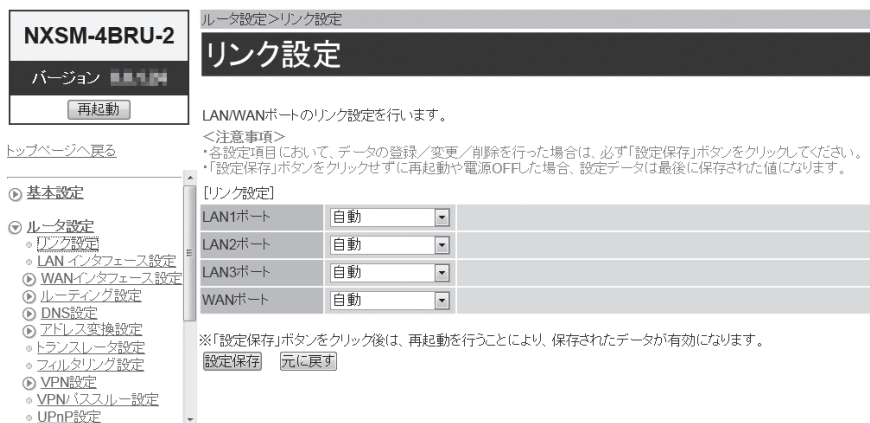 NXSM-4BRU-2
バージョン
再起動
トップページへ戻る
基本設定
ルータ設定
リンク設定
LAN インタフェース設定
WANインタフェース設定
ルーティング設定
DNS設定
アドレス変換設定
トランスレータ設定
フィルタリング設定
VPN設定
VPNパススルー設定
UPnP設定
ルータ設定>リンク設定
リンク設定
LAN/WANポートのリンク設定を行います。
<注意事項>
・各設定項目において、データの登録/変更/削除を行った場合は、必ず「設定保存」ボタンをクリックしてください。
・「設定保存」ボタンをクリックせずに再起動や電源OFFした場合、設定データは最後に保存された値になります。
[リンク設定]
LAN1ポート 自動
LAN2ポート 自動
LAN3ポート 自動
WANポート 自動
※「設定保存」ボタンをクリック後は、再起動を行うことにより、保存されたデータが有効になります。
設定保存 元に戻す